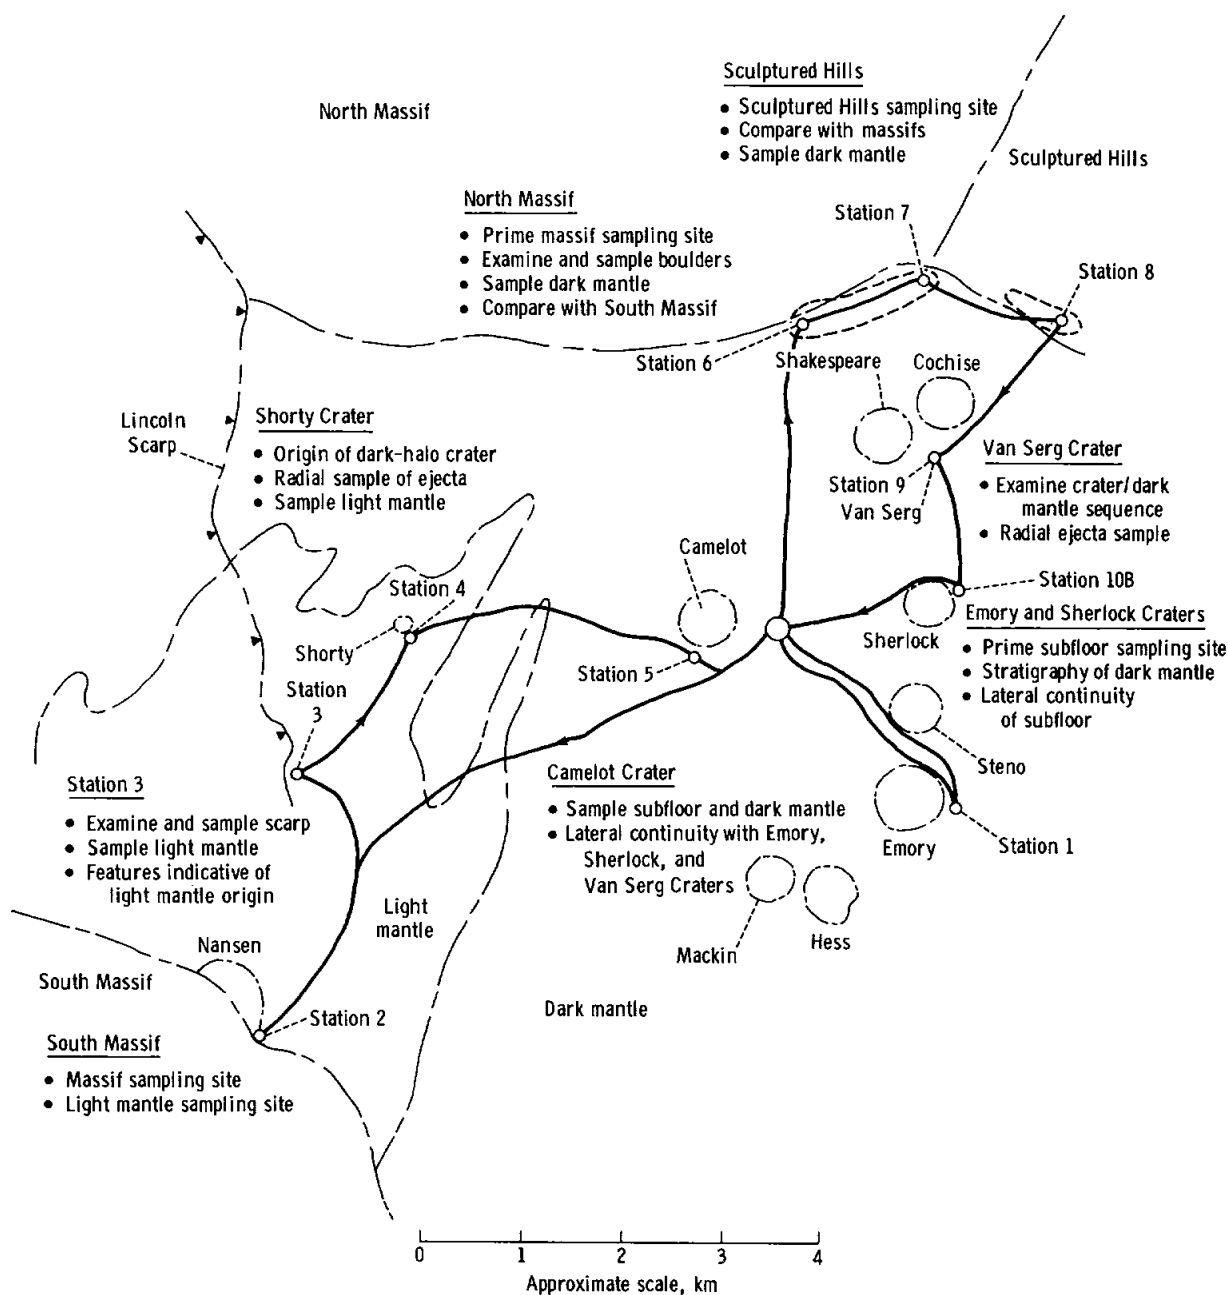 Sculptured Hills
• Sculptured Hills sampling site
• Compare with massifs
• Sample dark mantle
North Massif
Sculptured Hills
North Massif
• Prime massif sampling site
• Examine and sample boulders
• Sample dark mantle
• Compare with South Massif
Station 7
Station 8
Station 6
Shakespeare
Cochise
Lincoln
Scarp
Shorty Crater
• Origin of dark-halo crater
• Radial sample of ejecta
• Sample light mantle
Van Serg Crater
• Examine crater/dark
mantle sequence
• Radial ejecta sample
Station 9
Van Serg
Camelot
Station 4
Station 10B
Shorty
Station 5
Sherlock
Emory and Sherlock Craters
• Prime subfloor sampling site
• Stratigraphy of dark mantle
• Lateral continuity
of subfloor
Station
3
Steno
Station 3
• Examine and sample scarp
• Sample light mantle
• Features indicative of
light mantle origin
Camelot Crater
• Sample subfloor and dark mantle
• Lateral continuity with Emory,
Sherlock, and
Van Serg Craters
Emory
Station 1
Light
mantle
Mackin
Hess
Nansen
South Massif
Dark mantle
Station 2
South Massif
• Massif sampling site
• Light mantle sampling site
0 1 2 3 4
Approximate scale, km